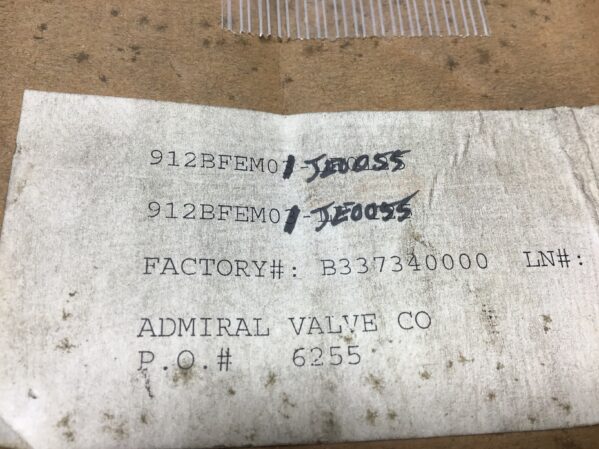 912BFEM01-JE0055
912BFEM01-JE0055
FACTORY#: B337340000 LN#:
ADMIRAL VALVE CO
P.O.# 6255